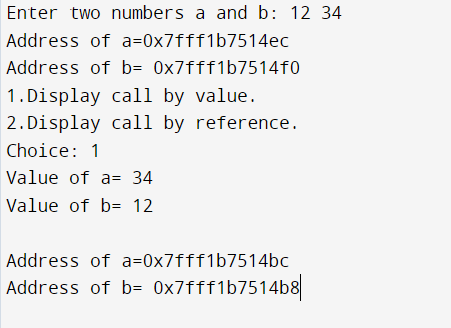 Enter two numbers a and b: 12 34
Address of a=0x7fff1b7514ec
Address of b= 0x7fff1b7514f0
1.Display call by value.
2.Display call by reference.
Choice: 1
Value of a= 34
Value of b= 12
Address of a=0x7fff1b7514bc
Address of b= 0x7fff1b7514b8